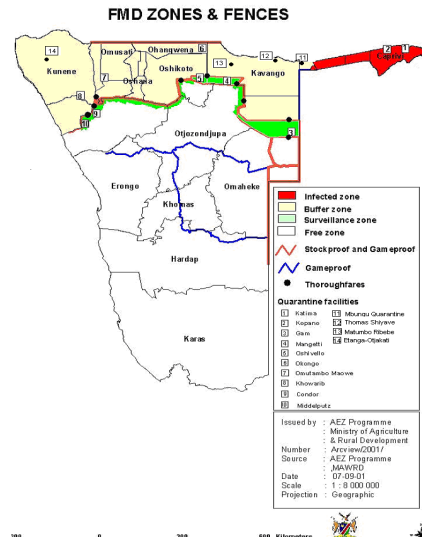 FMD ZONES & FENCES
14
Omusati
Ohangwena
6
12
11
2
1
Caprivi
Kunene
Oshikoto
13
7
Oshana
5
4
Kavango
8
9
10
3
Otjozondjupa
Erongo
Omaheke
Khomas
Hardap
Karas
Infected zone
Buffer zone
Surveillance zone
Free zone
Stockproof and Gameproof
Gameproof
Thoroughfares
Quarantine facilities
1 Katima
2 Kopano
3 Gam
4 Mangetti
5 Oshivello
6 Okongo
7 Omutambo Maowe
8 Khowarib
9 Condor
10 Middelputz
11 Mbungu Quarantine
12 Thomas Shiyave
13 Matumbo Ribebe
14 Etanga-Otjakati
Issued by : AEZ Programme
: Ministry of Agriculture
: & Rural Development
Number : Arcview/2001/
Source : AEZ Programme
: ,MAWRD
Date : 07-09-01
Scale : 1 : 8 000 000
Projection : Geographic
0
Kilometers